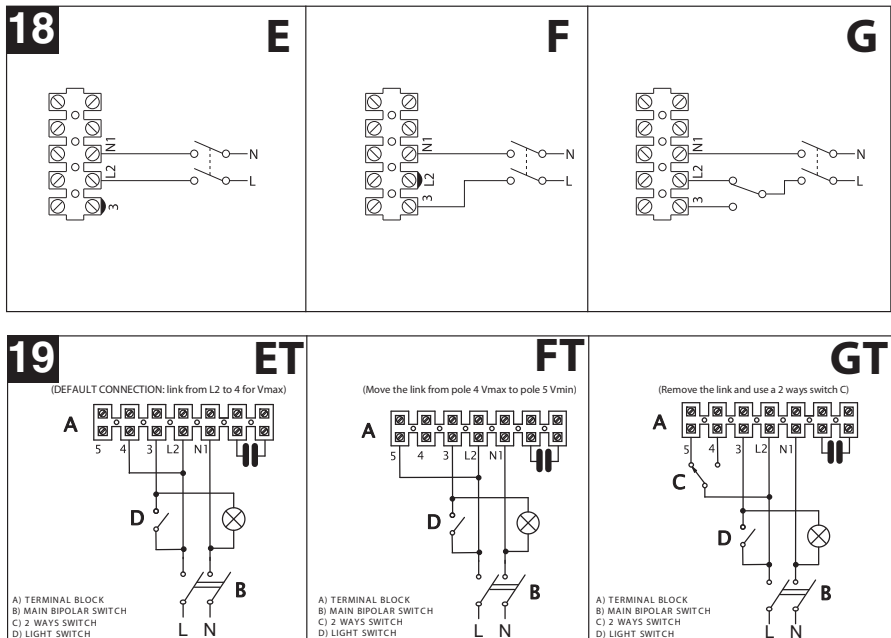 18
E
F
G
N1
L2
3
N
L
N1
L2
3
N
L
N1
L2
3
N
L
19
ET
FT
GT
(DEFAULT CONNECTION: link from L2 to 4 for Vmax)
A
5 4 3 L2 N1
D
B
L N
A) TERMINAL BLOCK
B) MAIN BIPOLAR SWITCH
C) 2 WAYS SWITCH
D) LIGHT SWITCH
(Move the link from pole 4 Vmax to pole 5 Vmin)
A
5 4 3 L2 N1
D
B
L N
A) TERMINAL BLOCK
B) MAIN BIPOLAR SWITCH
C) 2 WAYS SWITCH
D) LIGHT SWITCH
(Remove the link and use a 2 ways switch C)
A
5 4 3 L2 N1
C
D
B
L N
A) TERMINAL BLOCK
B) MAIN BIPOLAR SWITCH
C) 2 WAYS SWITCH
D) LIGHT SWITCH